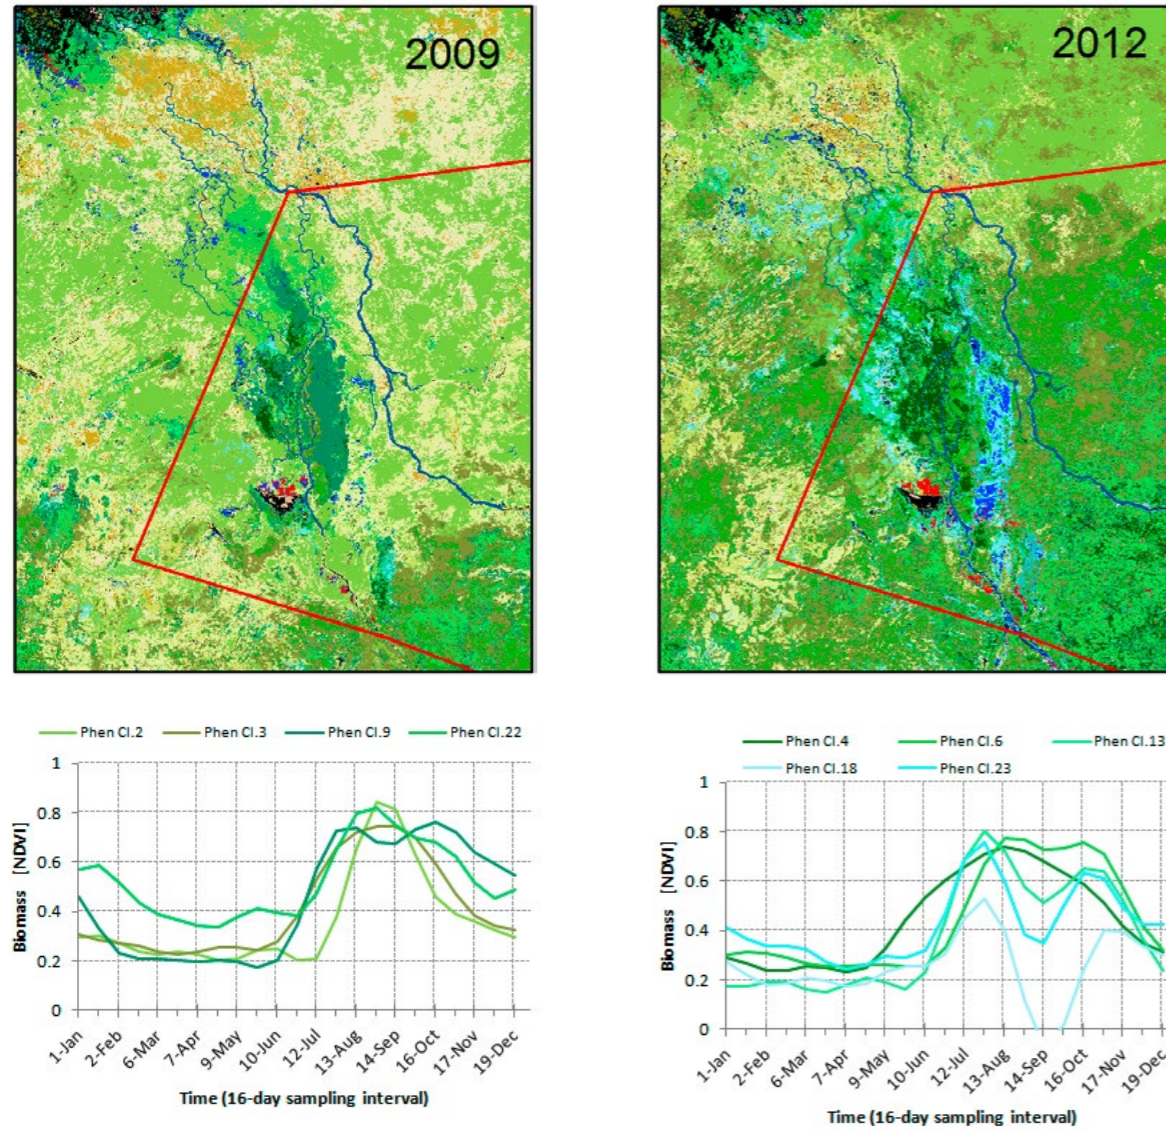 2009
2012
Phen Cl.2 Phen Cl.3 Phen Cl.9 Phen Cl.22
1
0.8
0.6
0.4
0.2
0
Biomass [NDVI]
1-Jan 2-Feb 6-Mar 7-Apr 9-May 10-Jun 12-Jul 13-Aug 14-Sep 16-Oct 17-Nov 19-Dec
Time (16-day sampling interval)
Phen Cl.4 Phen Cl.6 Phen Cl.13
Phen Cl.18 Phen Cl.23
1
0.8
0.6
0.4
0.2
0
Biomass [NDVI]
1-Jan 2-Feb 6-Mar 7-Apr 9-May 10-Jun 12-Jul 13-Aug 14-Sep 16-Oct 17-Nov 19-Dec
Time (16-day sampling interval)